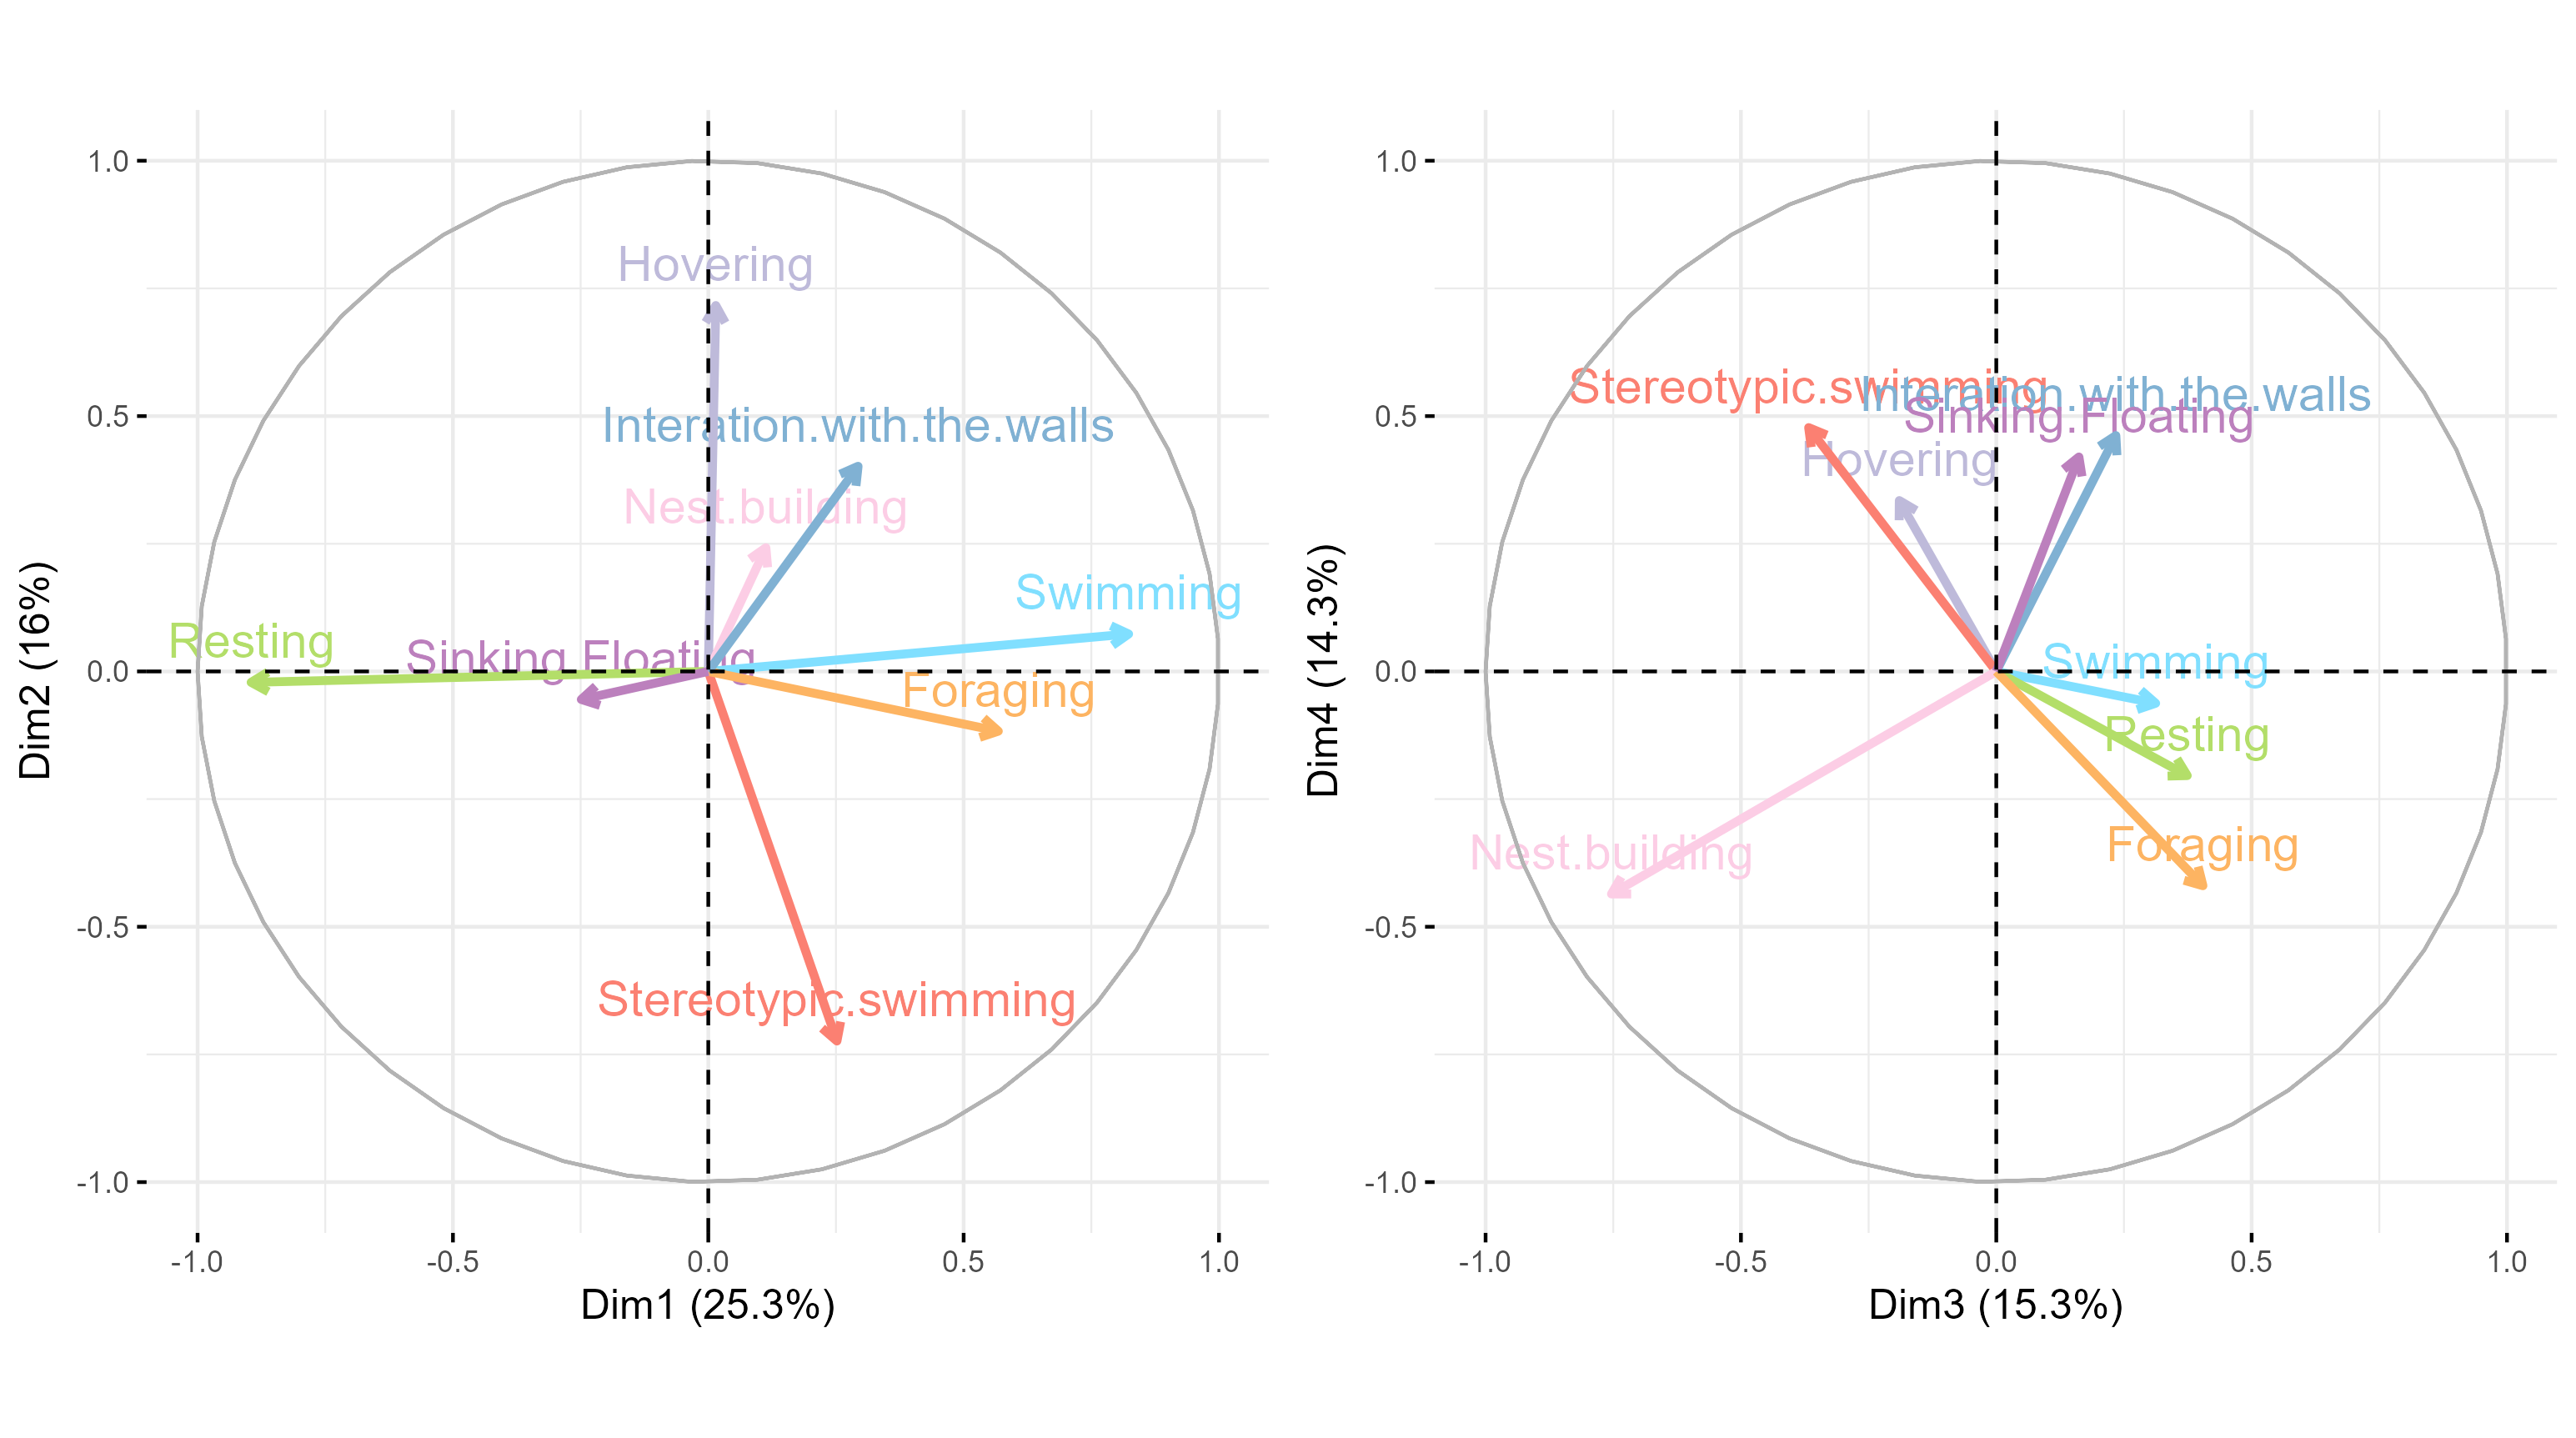 1.0
0.5
0.0
-0.5
-1.0
Dim2 (16%)
Hovering
Interation.with.the.walls
Nest.building
Swimming
Resting
Sinking.Floating
Foraging
Stereotypic.swimming
-1.0
-0.5
0.0
0.5
1.0
Dim1 (25.3%)
1.0
0.5
0.0
-0.5
-1.0
Dim4 (14.3%)
Stereotypic.swimming
Interation.with.the.walls
Sinking.Floating
Hovering
Swimming
Resting
Foraging
Nest.building
-1.0
-0.5
0.0
0.5
1.0
Dim3 (15.3%)